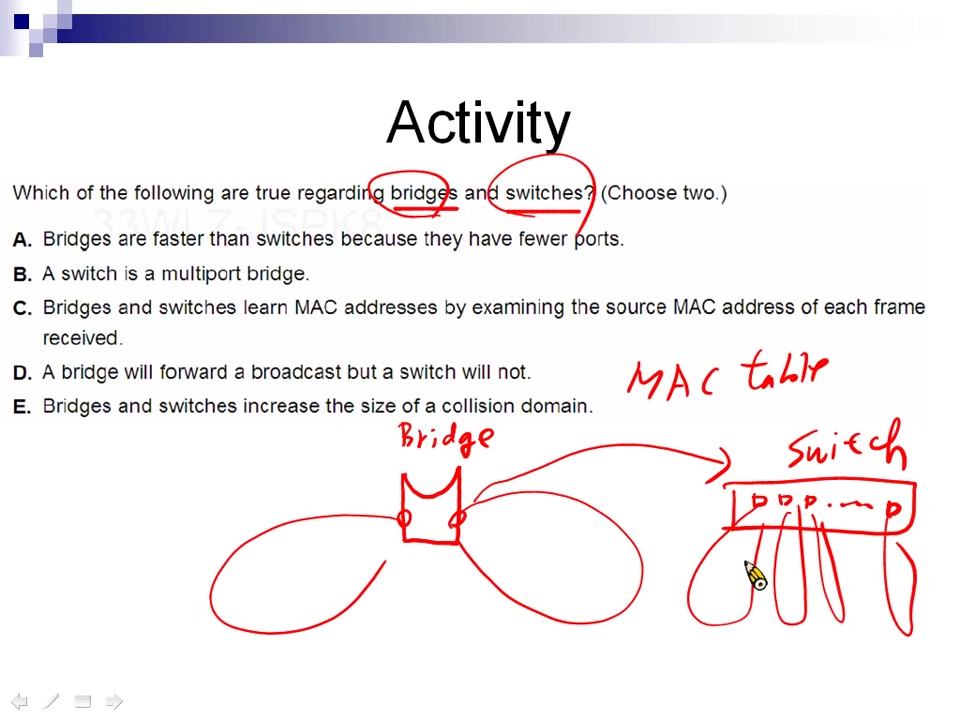 Activity
Which of the following are true regarding bridges and switches? (Choose two.)
A. Bridges are faster than switches because they have fewer ports.
B. A switch is a multiport bridge.
C. Bridges and switches learn MAC addresses by examining the source MAC address of each frame
received.
D. A bridge will forward a broadcast but a switch will not.
E. Bridges and switches increase the size of a collision domain.
MAC table
Bridge
Switch